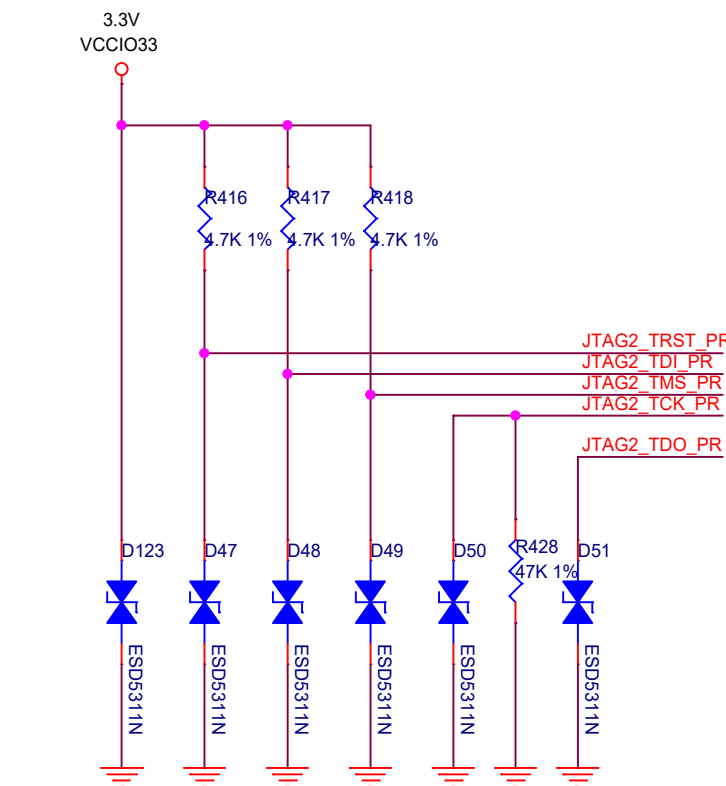 3.3V
VCCIO33
R416
R417
R418
4.7K 1%
4.7K 1%
4.7K 1%
JTAG2_TRST_PR
JTAG2_TDI_PR
JTAG2_TMS_PR
JTAG2_TCK_PR
JTAG2_TDO_PR
D123
D47
D48
D49
D50
R428
D51
47K 1%
ESD5311N
ESD5311N
ESD5311N
ESD5311N
ESD5311N
ESD5311N